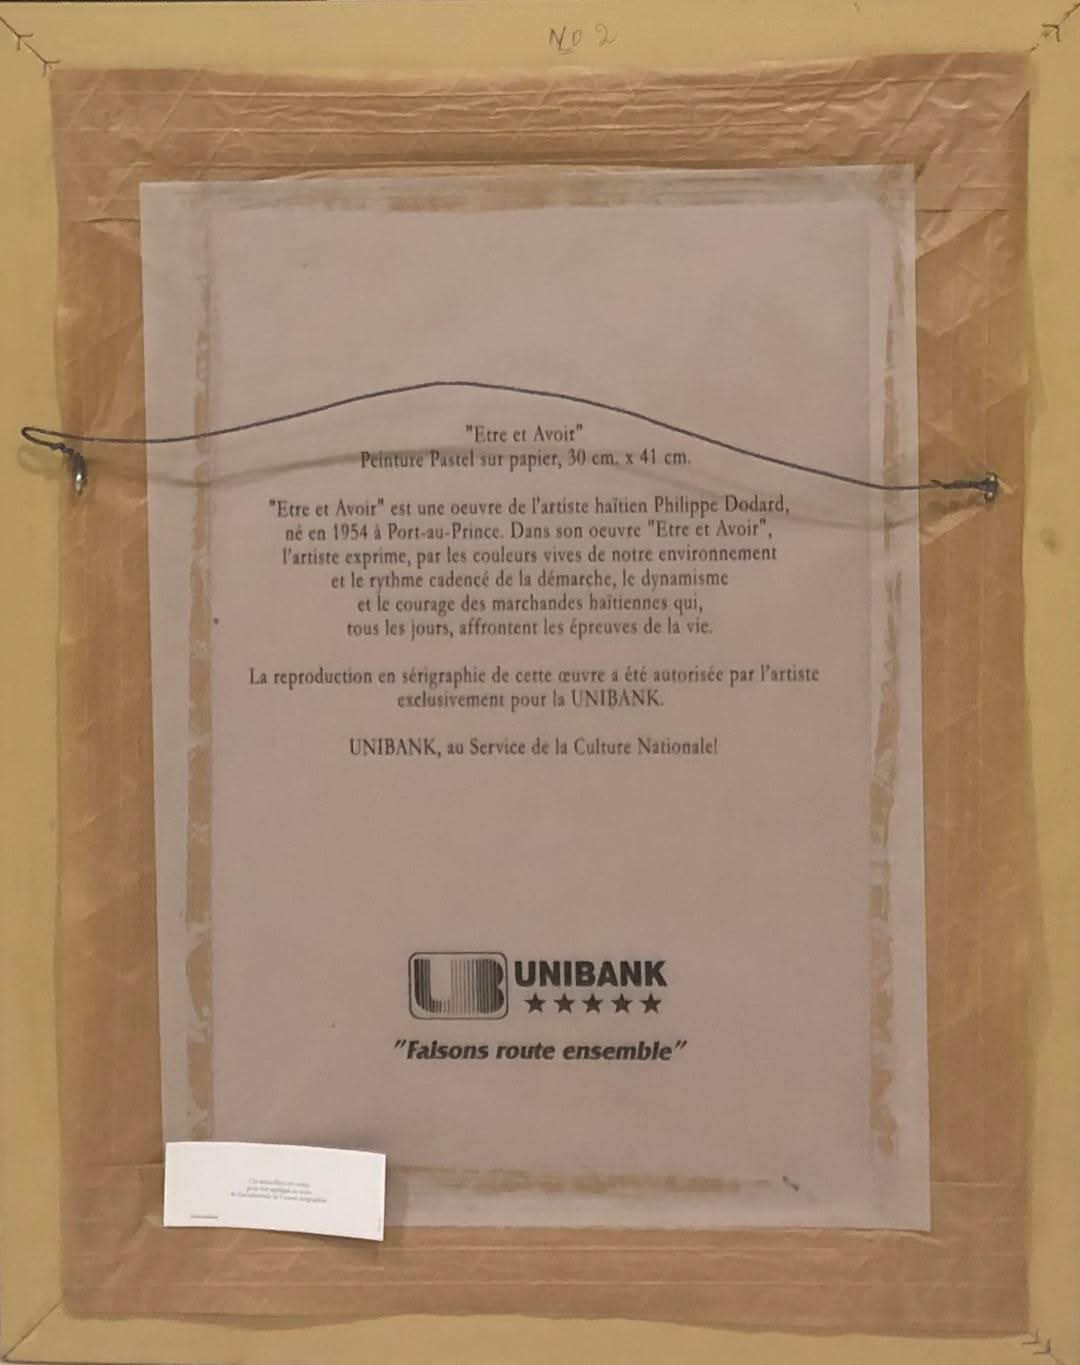 NO 2
"Etre et Avoir"
Peinture Pastel sur papier, 30 cm. x 41 cm.
"Etre et Avoir" est une oeuvre de l'artiste haïtien Philippe Dodard,
né en 1954 à Port-au-Prince. Dans son oeuvre "Etre et Avoir",
l'artiste exprime, par les couleurs vives de notre environnement
et le rythme cadencé de la démarche, le dynamisme
et le courage des marchandes haïtiennes qui,
tous les jours, affrontent les épreuves de la vie.
La reproduction en sérigraphie de cette œuvre a été autorisée par l'artiste
exclusivement pour la UNIBANK.
UNIBANK, au Service de la Culture Nationale!
UB UNIBANK
"Faisons route ensemble"